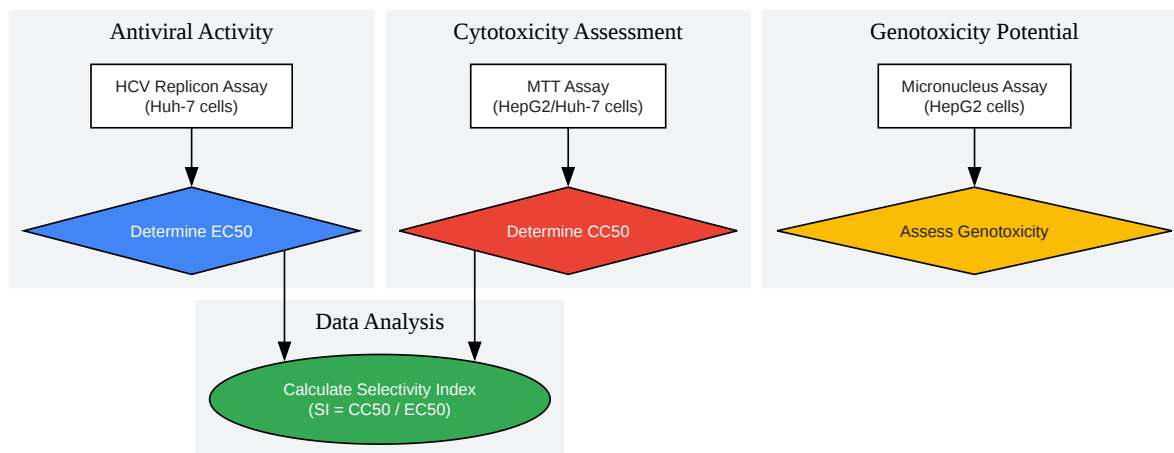 Antiviral Activity
HCV Replicon Assay
(Huh-7 cells)
Determine EC50
Cytotoxicity Assessment
MTT Assay
(HepG2/Huh-7 cells)
Determine CC50
Genotoxicity Potential
Micronucleus Assay
(HepG2 cells)
Assess Genotoxicity
Data Analysis
Calculate Selectivity Index
(SI = CC50 / EC50)